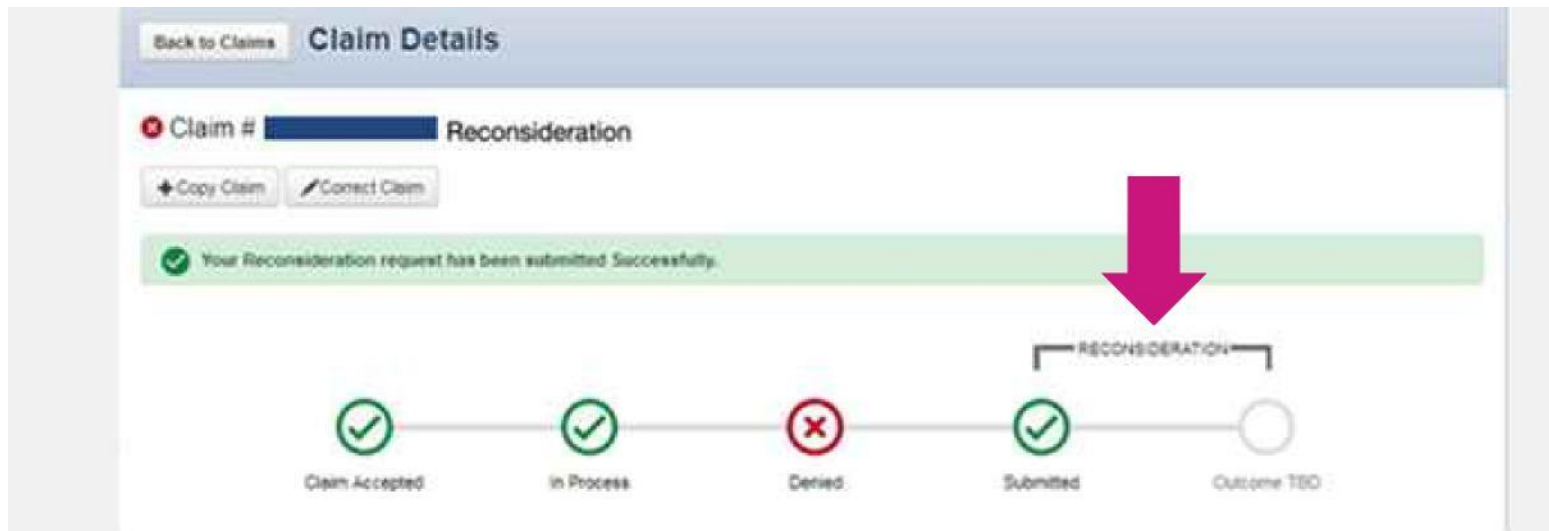 Back to Claims Claim Details
Claim # Reconsideration
Copy Claim Correct Claim
Your Reconsideration request has been submitted Successfully.
RECONSIDERATION
Claim Accepted In Process Denied Submitted Outcome TBD